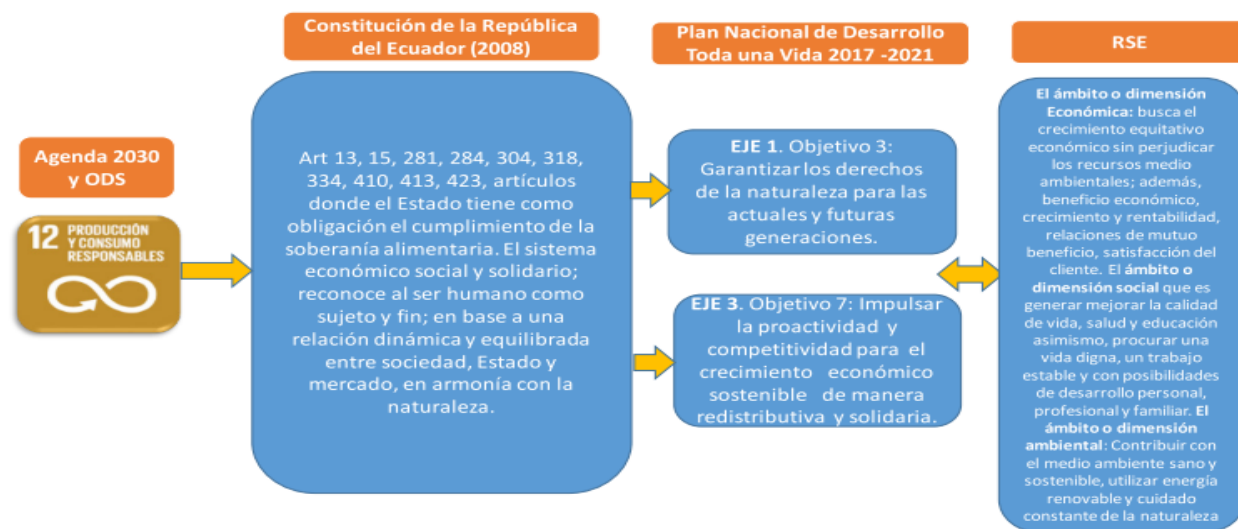 Agenda 2030
y ODS
12 PRODUCCIÓN
Y CONSUMO
RESPONSABLES
Constitución de la República
del Ecuador (2008)
Art 13, 15, 281, 284, 304, 318,
334, 410, 413, 423, artículos
donde el Estado tiene como
obligación el cumplimiento de la
soberanía alimentaria. El sistema
económico social y solidario;
reconoce al ser humano como
sujeto y fin; en base a una
relación dinámica y equilibrada
entre sociedad, Estado y
mercado, en armonía con la
naturaleza.
Plan Nacional de Desarrollo
Toda una Vida 2017 -2021
EJE 1. Objetivo 3:
Garantizar los derechos
de la naturaleza para las
actuales y futuras
generaciones.
EJE 3. Objetivo 7: Impulsar
la proactividad y
competitividad para el
crecimiento económico
sostenible de manera
redistributiva y solidaria.
RSE
El ámbito o dimensión
Económica: busca el
crecimiento equitativo
económico sin perjudicar
los recursos medio
ambientales; además,
beneficio económico,
crecimiento y rentabilidad,
relaciones de mutuo
beneficio, satisfacción del
cliente. El ámbito o
dimensión social que es
generar mejorar la calidad
de vida, salud y educación
asimismo, procurar una
vida digna, un trabajo
estable y con posibilidades
de desarrollo personal,
profesional y familiar. El
ámbito o dimensión
ambiental: Contribuir con
el medio ambiente sano y
sostenible, utilizar energía
renovable y cuidado
constante de la naturaleza